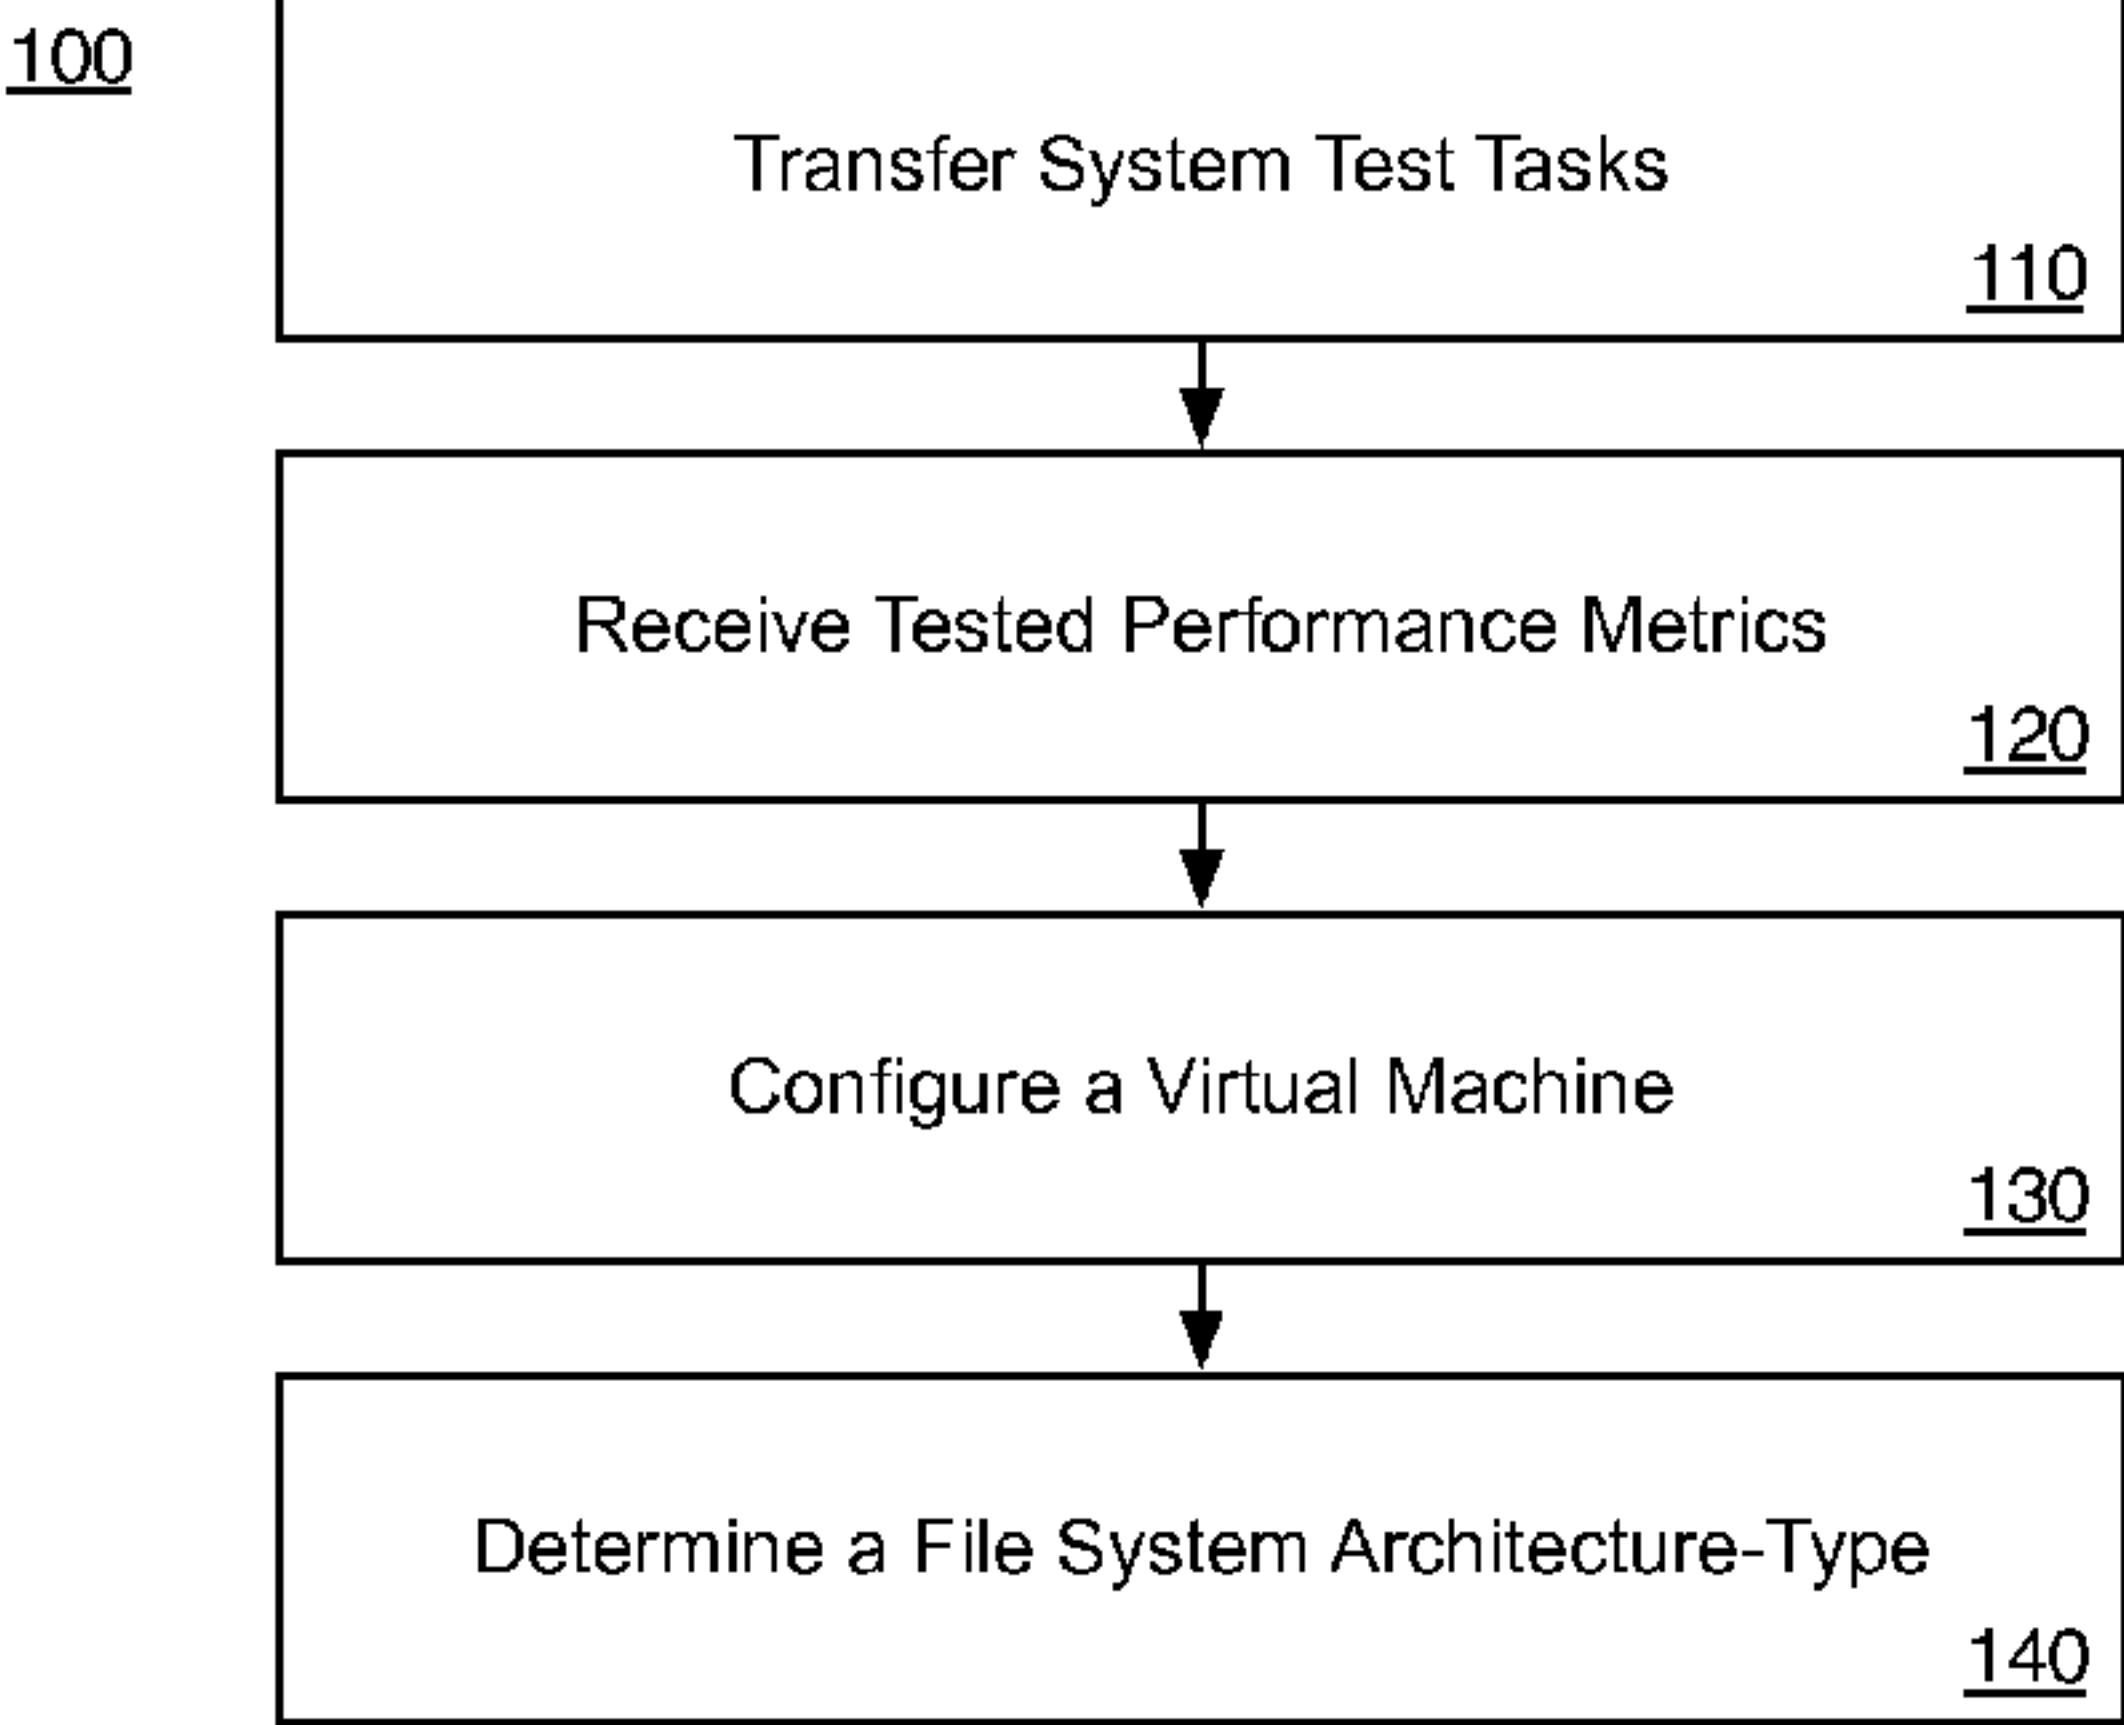 100
Transfer System Test Tasks
110
Receive Tested Performance Metrics
120
Configure a Virtual Machine
130
Determine a File System Architecture-Type
140